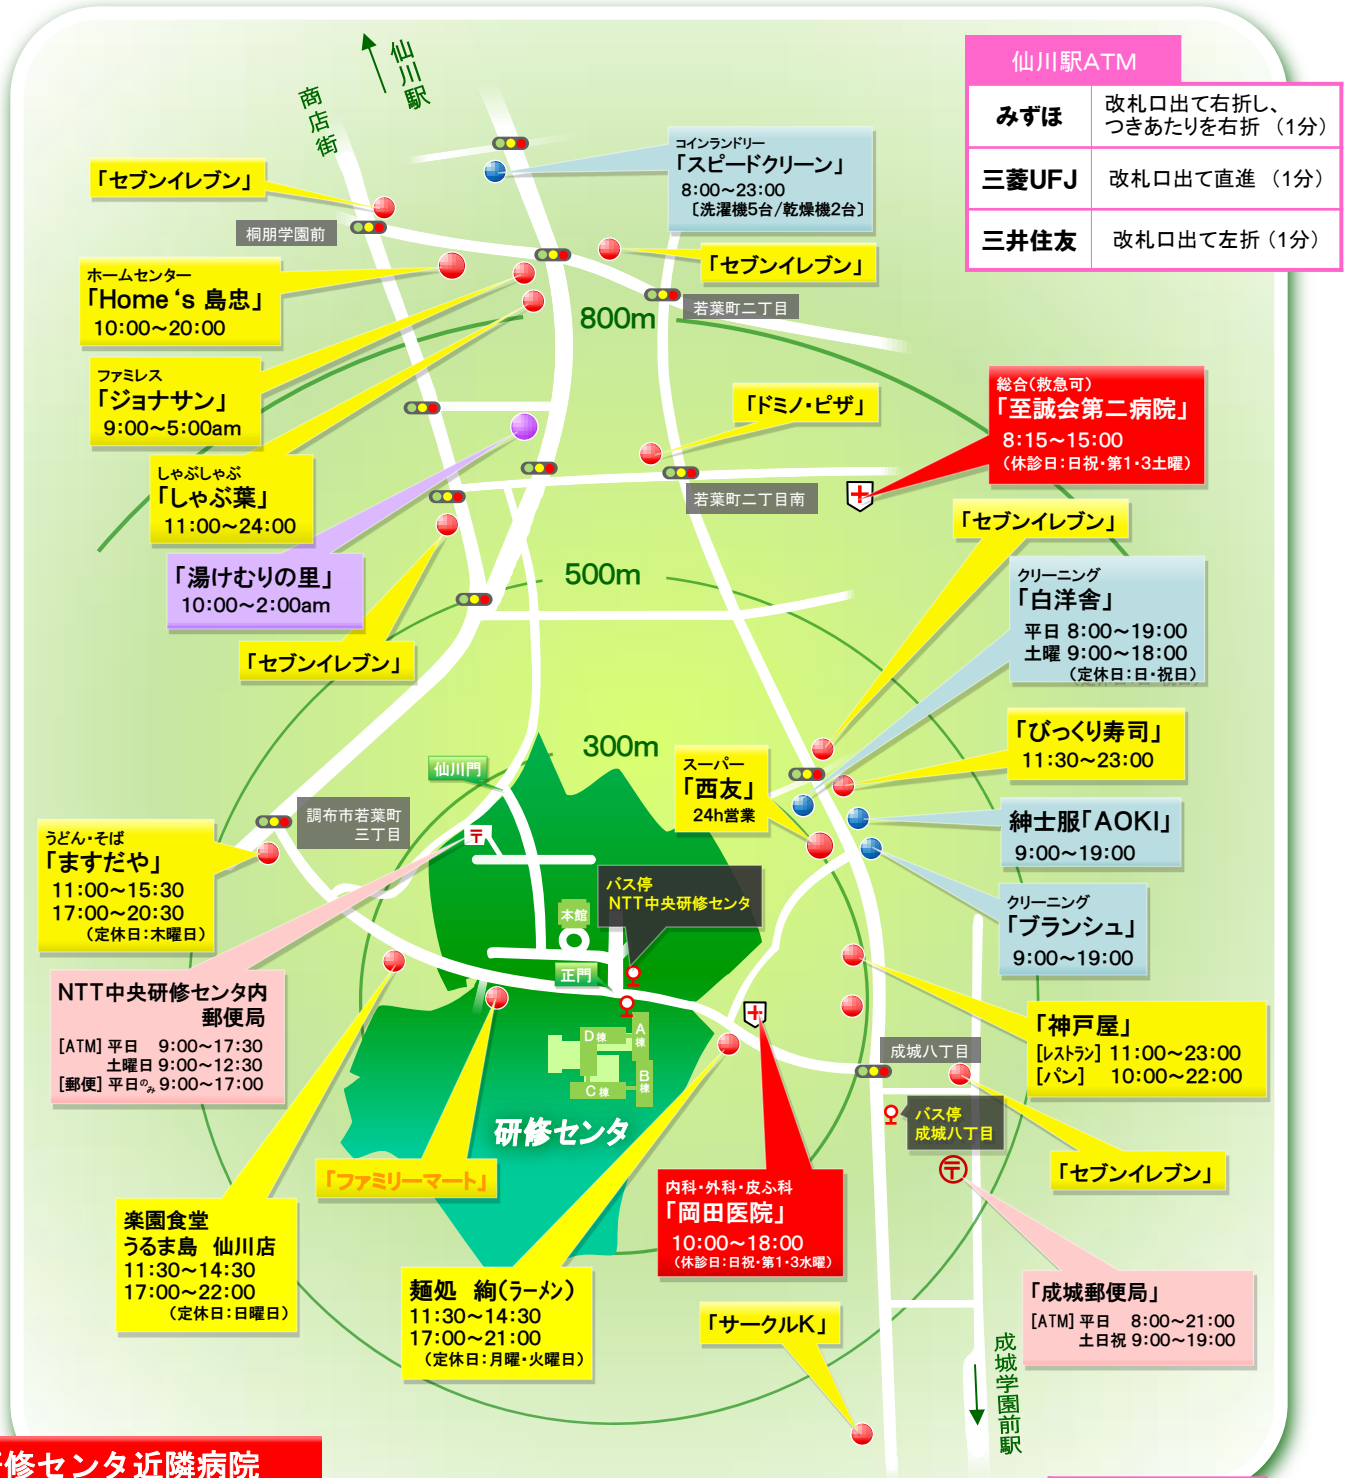 仙川駅
商店街
仙川駅ATM
みずほ
改札口出て右折し、
つきあたりを右折 (1分)
三菱UFJ
改札口出て直進 (1分)
三井住友
改札口出て左折 (1分)
コインランドリー
「スピードクリーン」
8:00～23:00
〔洗濯機5台/乾燥機2台〕
「セブンイレブン」
桐朋学園前
「セブンイレブン」
ホームセンター
「Home‘s 島忠」
10:00～20:00
若葉町二丁目
800m
ファミレス
「ジョナサン」
9:00～5:00am
「ドミノ・ピザ」
総合(救急可)
「至誠会第二病院」
8:15～15:00
(休診日:日祝・第1・3土曜)
しゃぶしゃぶ
「しゃぶ葉」
11:00～24:00
若葉町二丁目南
「セブンイレブン」
「湯けむりの里」
10:00～2:00am
500m
クリーニング
「白洋舎」
平日 8:00～19:00
土曜 9:00～18:00
(定休日:日・祝日)
「セブンイレブン」
「びっくり寿司」
11:30～23:00
300m
スーパー
「西友」
24h営業
仙川門
調布市若葉町
三丁目
紳士服「AOKI」
9:00～19:00
うどん・そば
「ますだや」
11:00～15:30
17:00～20:30
(定休日:木曜日)
バス停
NTT中央研修センタ
本館
正門
クリーニング
「ブランシュ」
9:00～19:00
NTT中央研修センタ内
郵便局
[ATM] 平日 9:00～17:30
土曜日 9:00～12:30
[郵便] 平日のみ 9:00～17:00
「神戸屋」
[レストラン] 11:00～23:00
[パン] 10:00～22:00
D棟
A棟
B棟
C棟
研修センタ
成城八丁目
バス停
成城八丁目
「セブンイレブン」
「ファミリーマート」
内科・外科・皮ふ科
「岡田医院」
10:00～18:00
(休診日:日祝・第1・3水曜)
楽園食堂
うるま島 仙川店
11:30～14:30
17:00～22:00
(定休日:日曜日)
麺処 絢(ラーメン)
11:30～14:30
17:00～21:00
(定休日:月曜・火曜日)
「サークルK」
「成城郵便局」
[ATM] 平日 8:00～21:00
土日祝 9:00～19:00
成城学園前駅
修センタ近隣病院